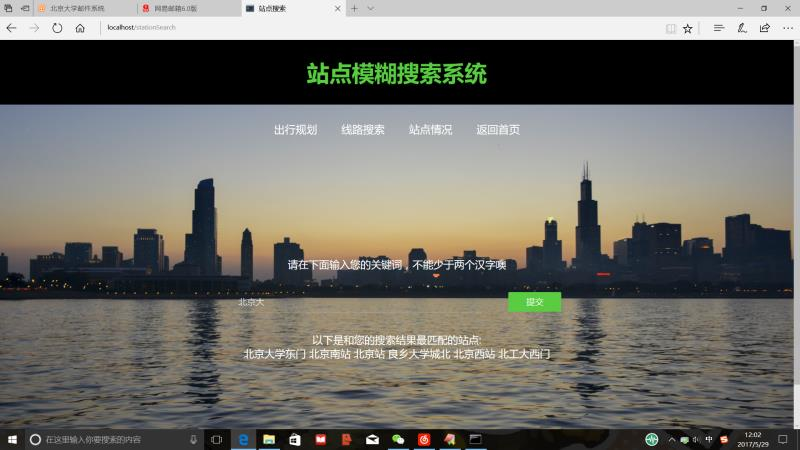 北京大学邮件系统
网易邮箱6.0版
站点搜索
localhost/stationSearch
站点模糊搜索系统
出行规划 线路搜索 站点情况 返回首页
请在下面输入您的关键词，不能少于两个汉字噢
北京大 提交
以下是和您的搜索结果最匹配的站点:
北京大学东门 北京南站 北京站 良乡大学城北 北京西站 北工大西门
在这里输入你要搜索的内容
中
12:02
2017/5/29